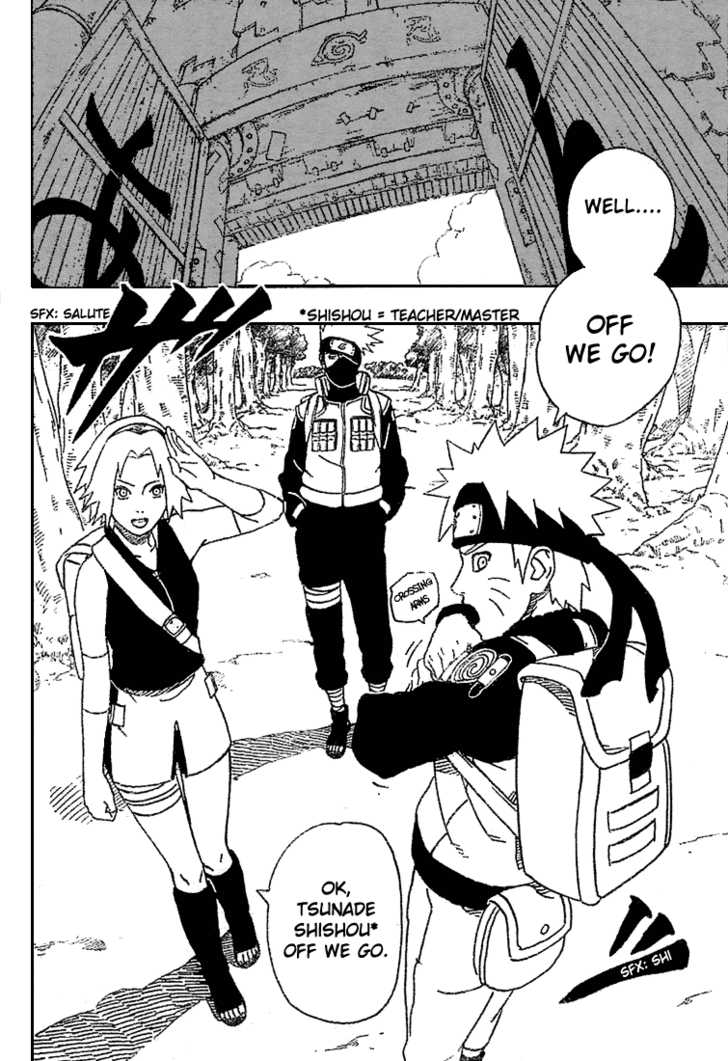 WELL....
OFF
WE GO!
SFX: SALUTE
*SHISHOU = TEACHER/MASTER
CROSSING
ARMS
OK,
TSUNADE
SHISHOU*
OFF WE GO.
SFX: SHI